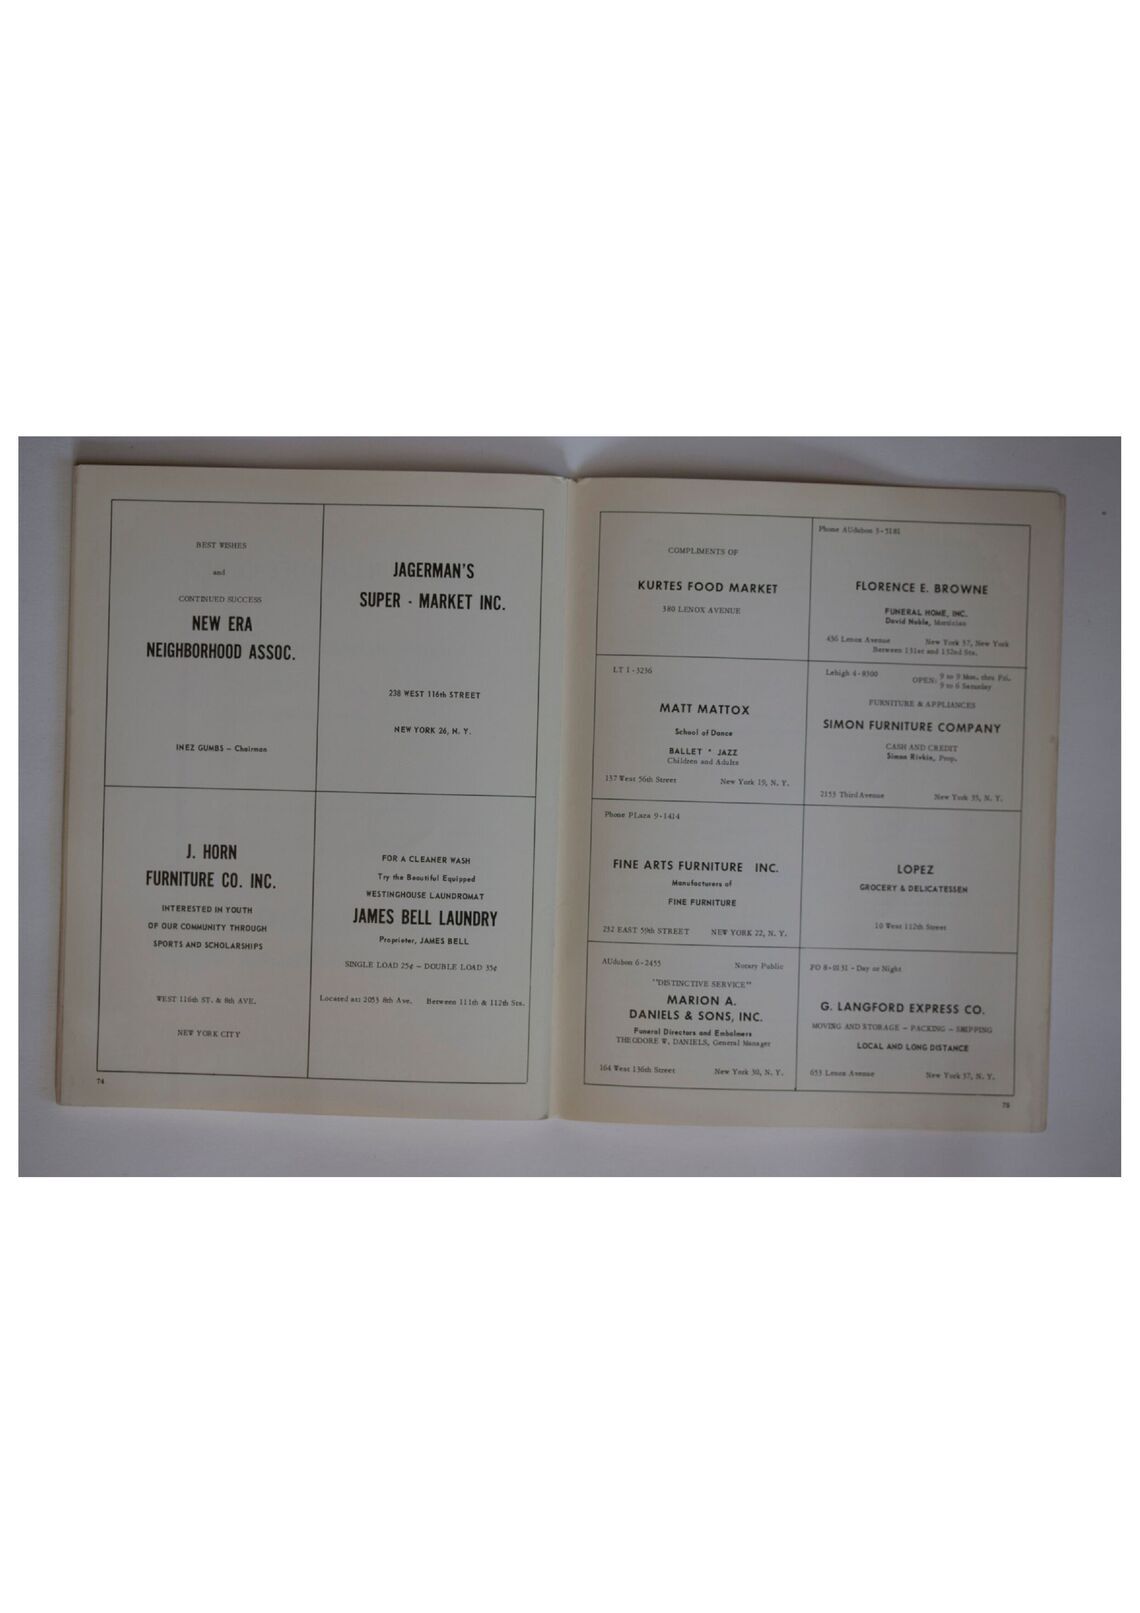 BEST WISHES
and
CONTINUED SUCCESS
NEW ERA
NEIGHBORHOOD ASSOC.
INEZ GUMBS - Chairman
JAGERMAN'S
SUPER - MARKET INC.
238 WEST 116th STREET
NEW YORK 26, N. Y.
J. HORN
FURNITURE CO. INC.
INTERESTED IN YOUTH
OF OUR COMMUNITY THROUGH
SPORTS AND SCHOLARSHIPS
WEST 116th ST. & 8th AVE.
NEW YORK CITY
FOR A CLEANER WASH
Try the Beautiful Equipped
WESTINGHOUSE LAUNDROMAT
JAMES BELL LAUNDRY
Proprietor, JAMES BELL
SINGLE LOAD 25¢ - DOUBLE LOAD 35¢
Located at: 2053 8th Ave. Between 111th & 112th Sts.
74
COMPLIMENTS OF
KURTES FOOD MARKET
380 LENOX AVENUE
Phone AUdubon 3-5181
FLORENCE E. BROWNE
FUNERAL HOME, INC.
David Noble, Mortician
436 Lenox Avenue New York 37, New York
Between 131st and 132nd Sts.
LT 1-3236
MATT MATTOX
School of Dance
BALLET * JAZZ
Children and Adults
137 West 56th Street New York 19, N. Y.
Lehigh 4-8300
OPEN: 9 to 9 Mon. thru Fri.
9 to 6 Saturday
FURNITURE & APPLIANCES
SIMON FURNITURE COMPANY
CASH AND CREDIT
Simon Rivkin, Prop.
2153 Third Avenue New York 35, N. Y.
Phone PLaza 9-1414
FINE ARTS FURNITURE INC.
Manufacturers of
FINE FURNITURE
232 EAST 59th STREET NEW YORK 22, N. Y.
LOPEZ
GROCERY & DELICATESSEN
10 West 112th Street
AUdubon 6-2455 Notary Public
"DISTINCTIVE SERVICE"
MARION A.
DANIELS & SONS, INC.
Funeral Directors and Embalmers
THEODORE W. DANIELS, General Manager
164 West 136th Street New York 30, N. Y.
FO 8-0131 - Day or Night
G. LANGFORD EXPRESS CO.
MOVING AND STORAGE - PACKING - SHIPPING
LOCAL AND LONG DISTANCE
653 Lenox Avenue New York 37, N. Y.
75